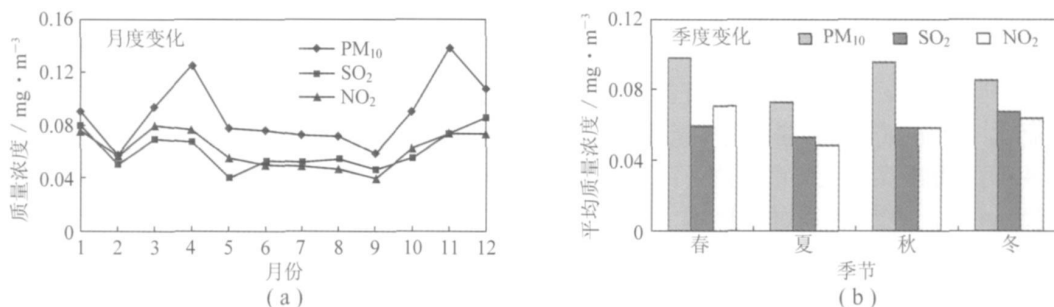 月度变化
PM₁₀
SO₂
NO₂
质量浓度 / mg·m⁻³
0.16
0.12
0.08
0.04
0
1 2 3 4 5 6 7 8 9 10 11 12
月份
(a)
季度变化
PM₁₀ SO₂ NO₂
平均质量浓度 / mg·m⁻³
0.12
0.08
0.04
0
春 夏 秋 冬
季节
(b)